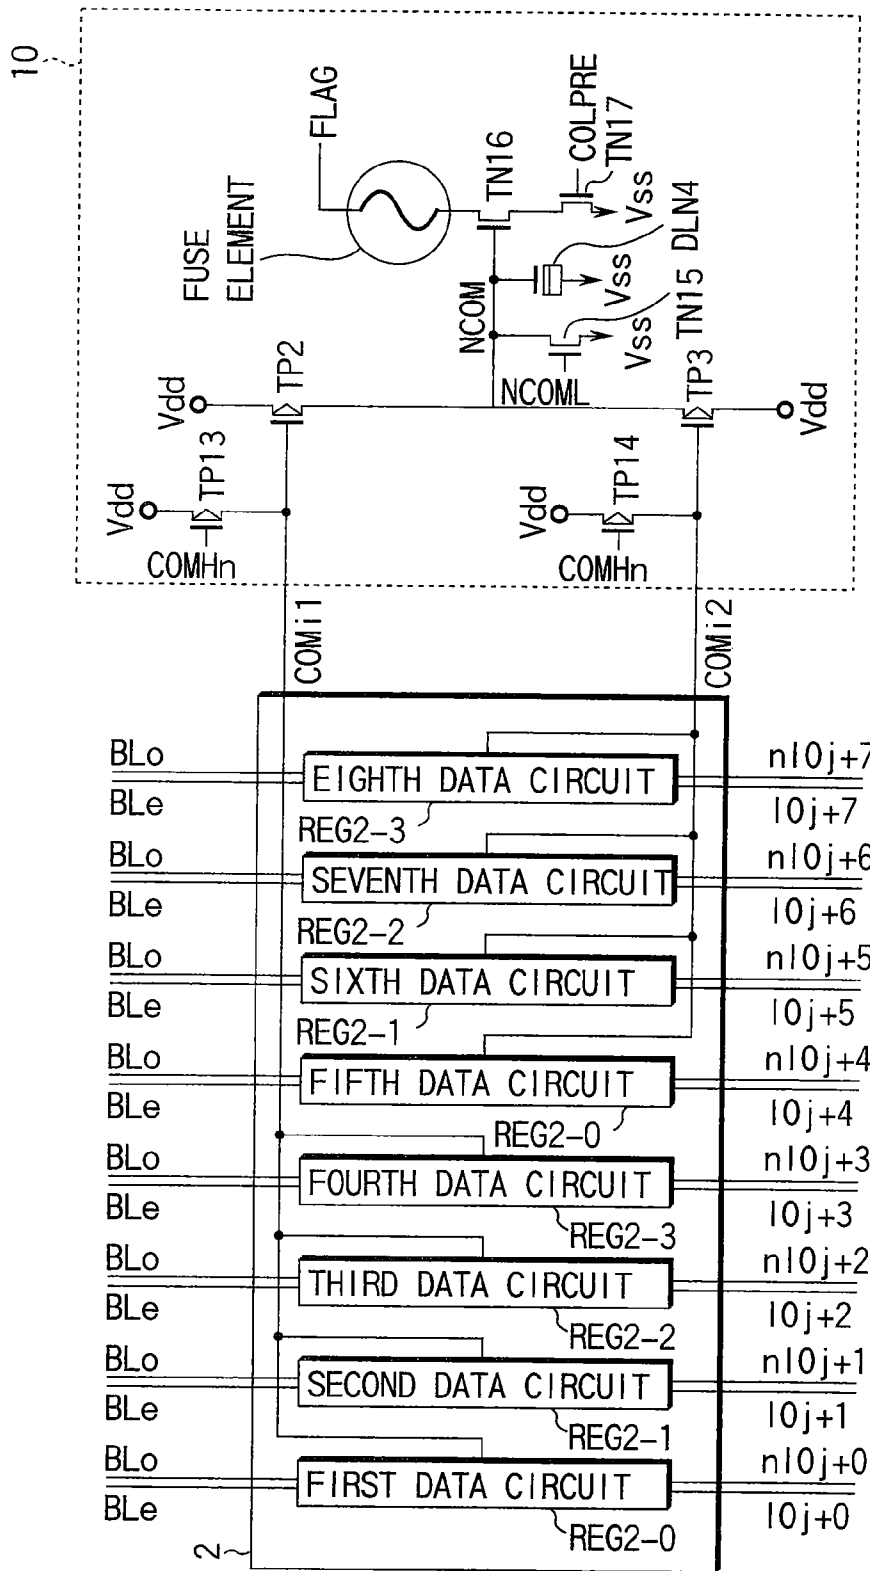 10
FLAG
FUSE
ELEMENT
TN16
COLPRE
TN17
Vss
DLN4
Vss
NCOM
TN15
Vss
NCOML
Vdd
TP2
TP3
Vdd
Vdd
TP13
COMHn
Vdd
TP14
COMHn
COMi1
COMi2
BLo
BLe
EIGHTH DATA CIRCUIT
REG2-3
nIOj+7
IOj+7
BLo
BLe
SEVENTH DATA CIRCUIT
REG2-2
nIOj+6
IOj+6
BLo
BLe
SIXTH DATA CIRCUIT
REG2-1
nIOj+5
IOj+5
BLo
BLe
FIFTH DATA CIRCUIT
REG2-0
nIOj+4
IOj+4
BLo
BLe
FOURTH DATA CIRCUIT
REG2-3
nIOj+3
IOj+3
BLo
BLe
THIRD DATA CIRCUIT
REG2-2
nIOj+2
IOj+2
BLo
BLe
SECOND DATA CIRCUIT
REG2-1
nIOj+1
IOj+1
BLo
BLe
FIRST DATA CIRCUIT
REG2-0
nIOj+0
IOj+0
2